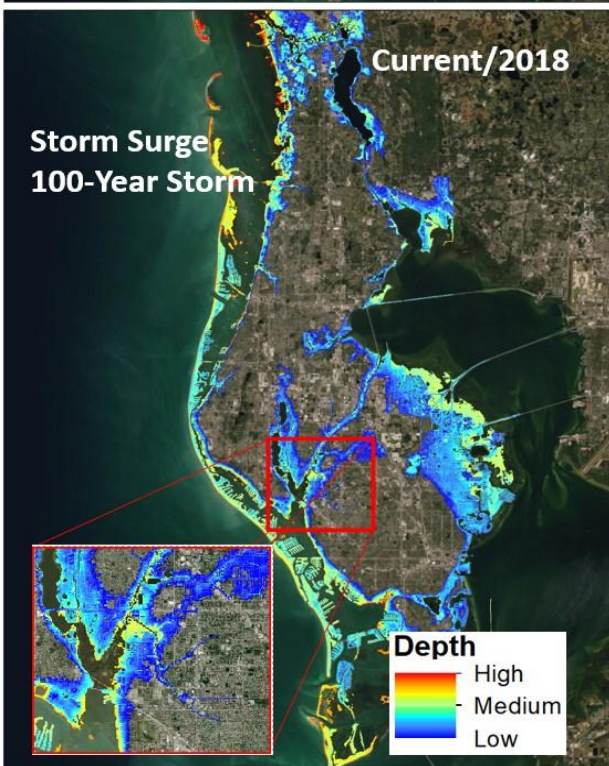 Current/2018
Storm Surge
100-Year Storm
Depth
High
Medium
Low